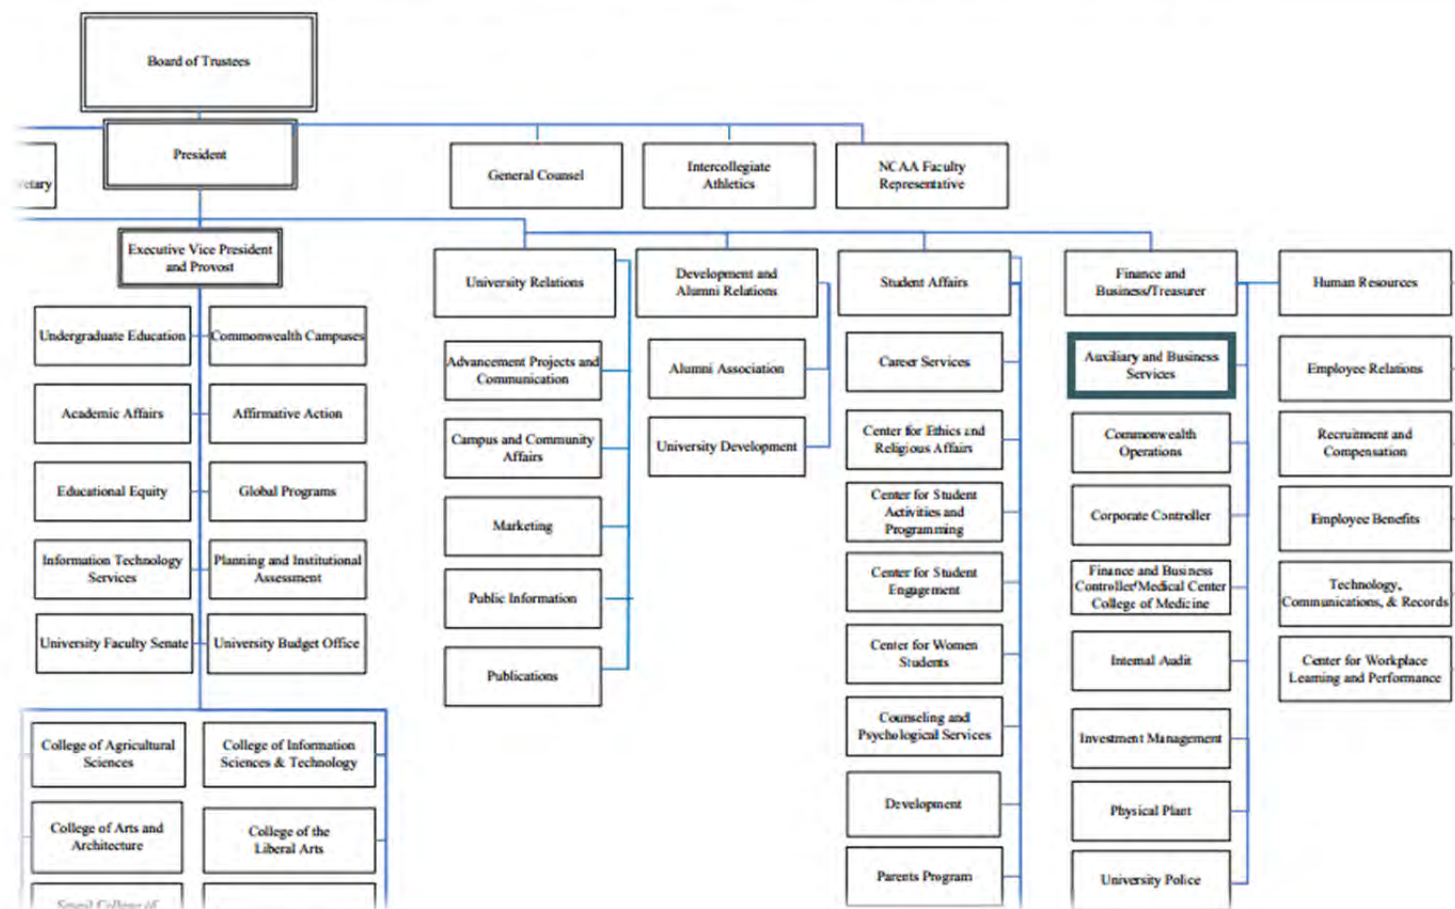 Board of Trustees
President
General Counsel
Intercollegiate
Athletics
NCAA Faculty
Representative
Executive Vice President
and Provost
Undergraduate Education
Commonwealth Campuses
Academic Affairs
Affirmative Action
Educational Equity
Global Programs
Information Technology
Services
Planning and Institutional
Assessment
University Faculty Senate
University Budget Office
College of Agricultural
Sciences
College of Information
Sciences & Technology
College of Arts and
Architecture
College of the
Liberal Arts
College of
University Relations
Advancement Projects and
Communication
Campus and Community
Affairs
Marketing
Public Information
Publications
Development and
Alumni Relations
Alumni Association
University Development
Student Affairs
Career Services
Center for Ethics and
Religious Affairs
Center for Student
Activities and
Programming
Center for Student
Engagement
Center for Women
Students
Counseling and
Psychological Services
Development
Parents Program
Finance and
Business/Treasurer
Auxiliary and Business
Services
Commonwealth
Operations
Corporate Controller
Finance and Business
Controller/Medical Center
College of Medicine
Internal Audit
Investment Management
Physical Plant
University Police
Human Resources
Employee Relations
Recruitment and
Compensation
Employee Benefits
Technology,
Communications, & Records
Center for Workplace
Learning and Performance